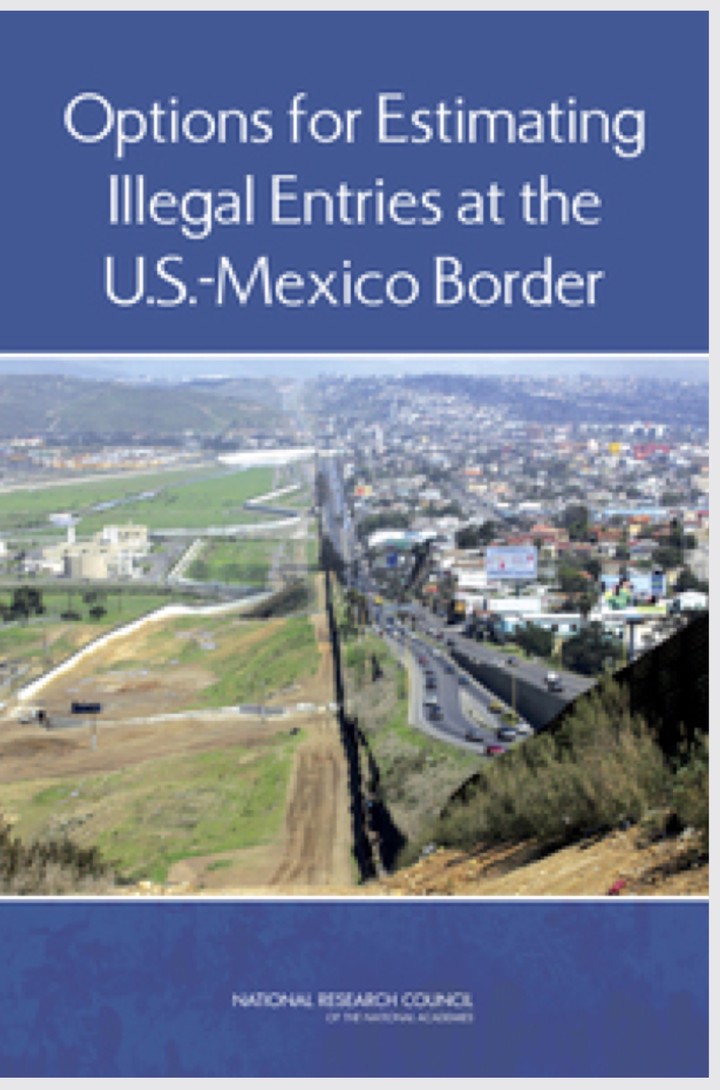 Options for Estimating
Illegal Entries at the
U.S.-Mexico Border
NATIONAL RESEARCH COUNCIL
OF THE NATIONAL ACADEMIES